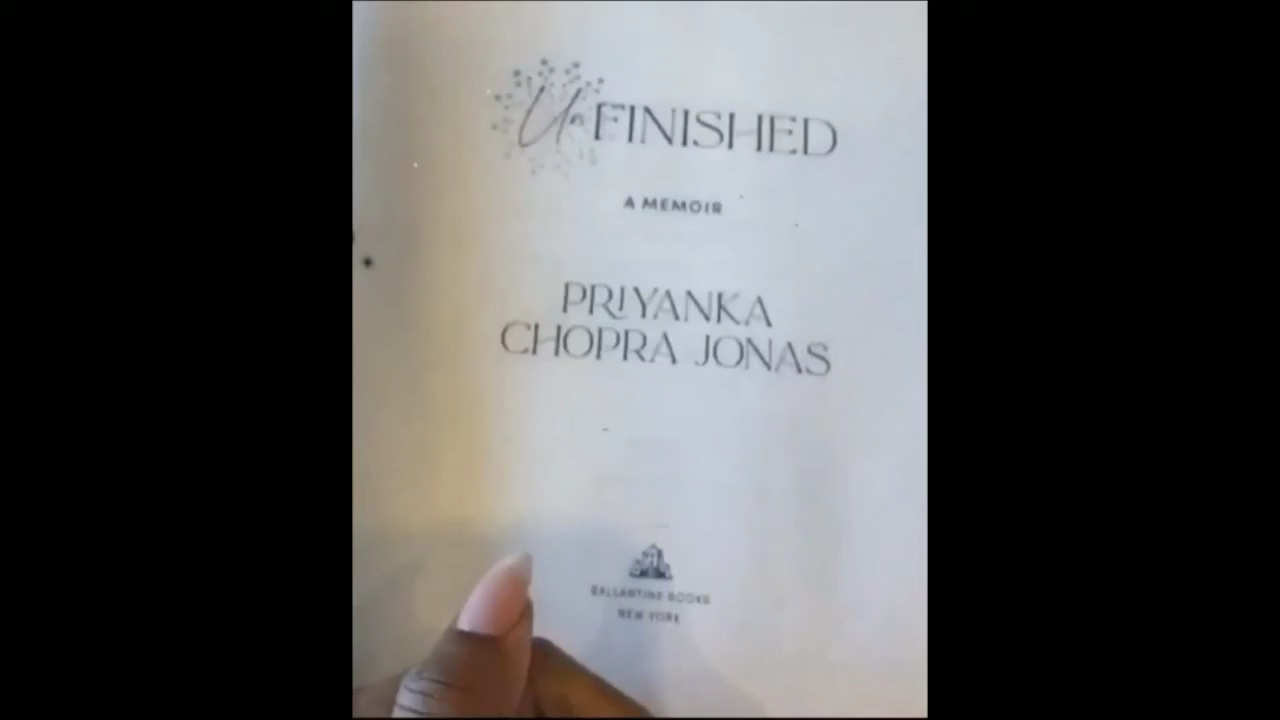 UnFINISHED
A MEMOIR
PRIYANKA
CHOPRA JONAS
BALLANTINE BOOKS
NEW YORK